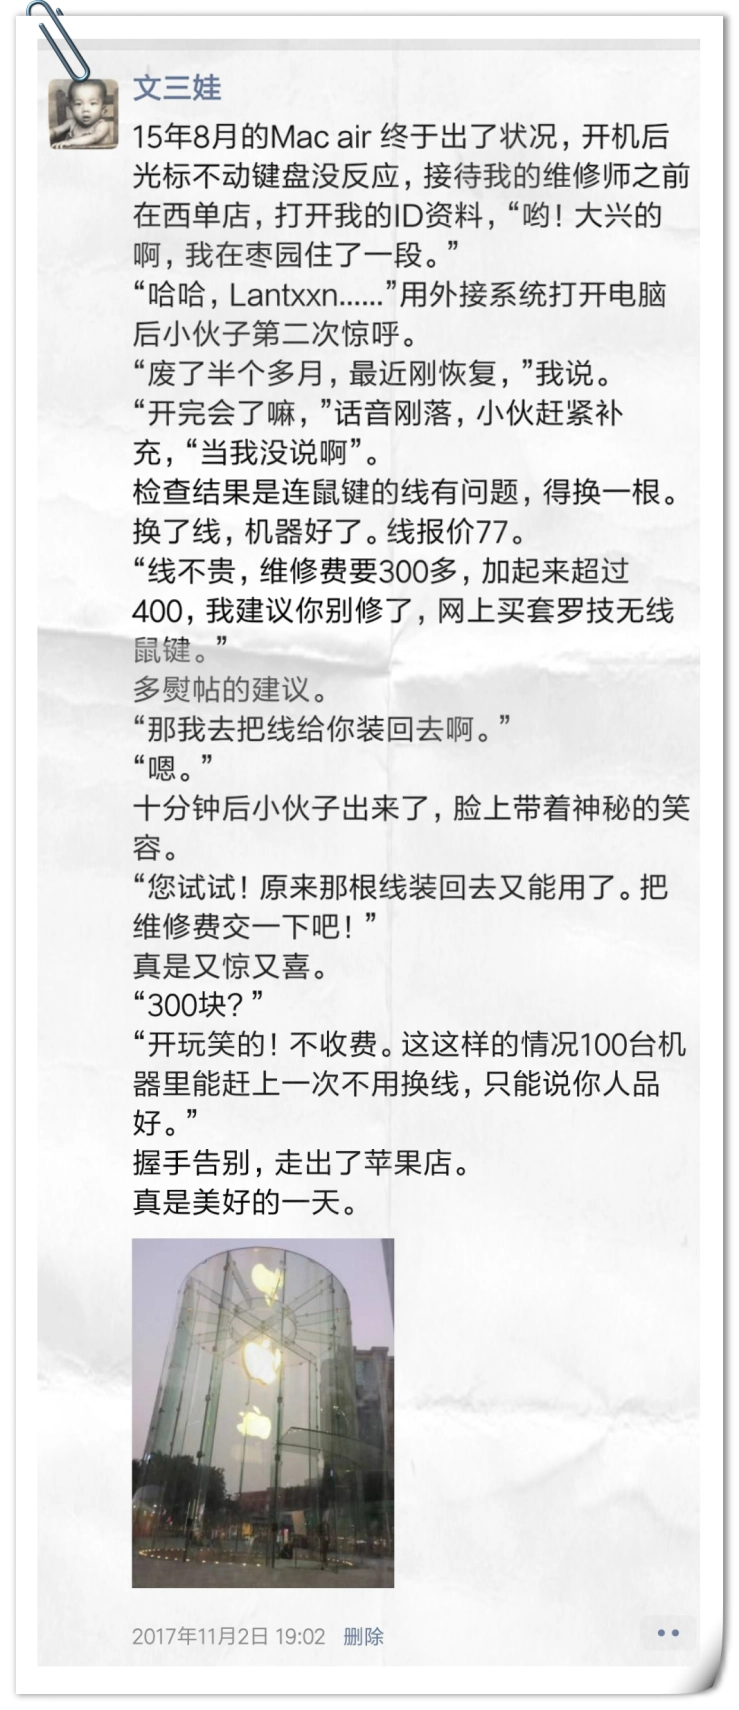 文三娃
15年8月的Mac air 终于出了状况，开机后
光标不动键盘没反应，接待我的维修师之前
在西单店，打开我的ID资料，“哟！大兴的
啊，我在枣园住了一段。”
“哈哈，Lantxxn......”用外接系统打开电脑
后小伙子第二次惊呼。
“废了半个多月，最近刚恢复，”我说。
“开完会了嘛，”话音刚落，小伙赶紧补
充，“当我没说啊”。
检查结果是连鼠键的线有问题，得换一根。
换了线，机器好了。线报价77。
“线不贵，维修费要300多，加起来超过
400，我建议你别修了，网上买套罗技无线
鼠键。”
多熨帖的建议。
“那我去把线给你装回去啊。”
“嗯。”
十分钟后小伙子出来了，脸上带着神秘的笑
容。
“您试试！原来那根线装回去又能用了。把
维修费交一下吧！”
真是又惊又喜。
“300块？”
“开玩笑的！不收费。这这样的情况100台机
器里能赶上一次不用换线，只能说你人品
好。”
握手告别，走出了苹果店。
真是美好的一天。
2017年11月2日 19:02 删除